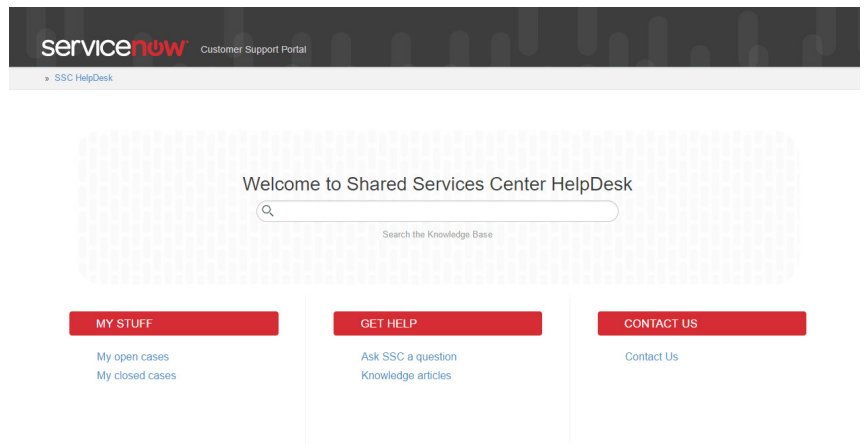 servicenow Customer Support Portal
» SSC HelpDesk
Welcome to Shared Services Center HelpDesk
Search the Knowledge Base
MY STUFF
My open cases
My closed cases
GET HELP
Ask SSC a question
Knowledge articles
CONTACT US
Contact Us